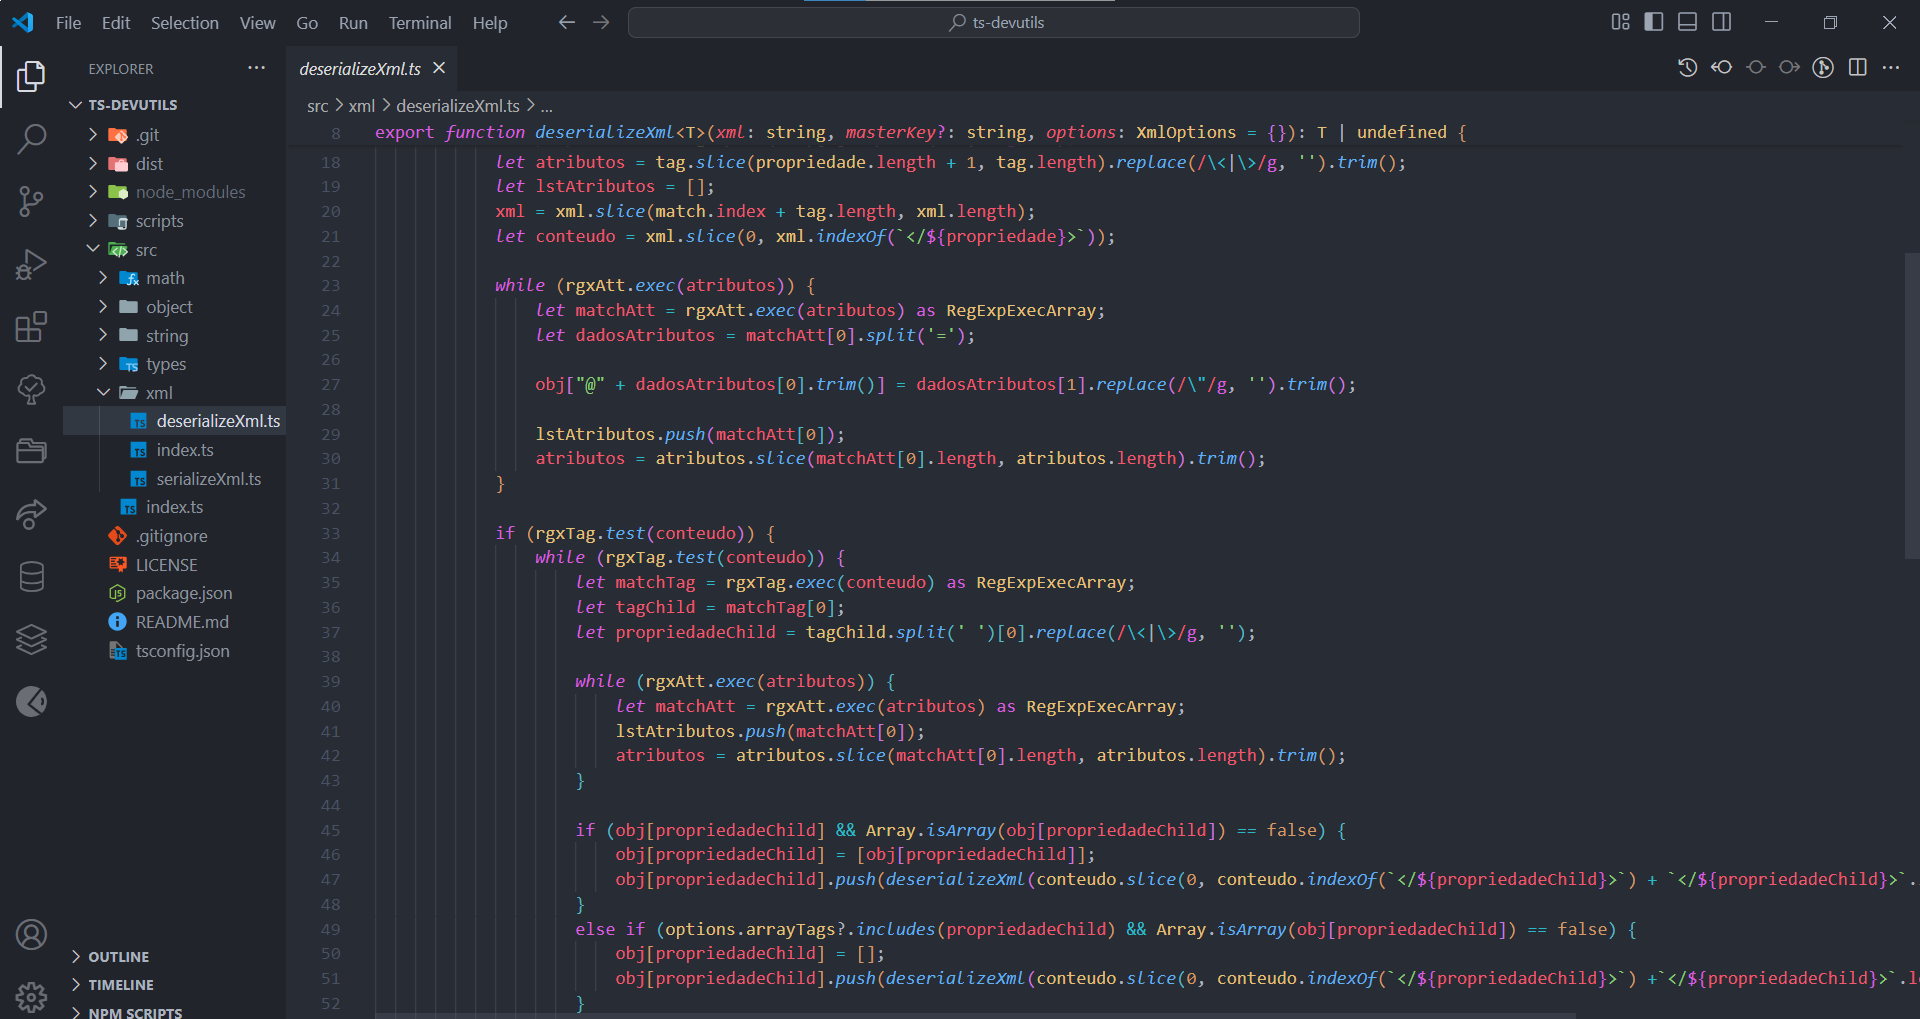 File Edit Selection View Go Run Terminal Help
ts-devutils
EXPLORER
TS-DEVUTILS
.git
dist
node_modules
scripts
src
math
object
string
types
xml
deserializeXml.ts
index.ts
serializeXml.ts
index.ts
.gitignore
LICENSE
package.json
README.md
tsconfig.json
OUTLINE
TIMELINE
NPM SCRIPTS
deserializeXml.ts
src > xml > deserializeXml.ts > ...
8 export function deserializeXml<T>(xml: string, masterKey?: string, options: XmlOptions = {}): T | undefined {
18 let atributos = tag.slice(propriedade.length + 1, tag.length).replace(/\<|\>/g, '').trim();
19 let lstAtributos = [];
20 xml = xml.slice(match.index + tag.length, xml.length);
21 let conteudo = xml.slice(0, xml.indexOf(`</${propriedade}>`));
22
23 while (rgxAtt.exec(atributos)) {
24 let matchAtt = rgxAtt.exec(atributos) as RegExpExecArray;
25 let dadosAtributos = matchAtt[0].split('=');
26
27 obj["@" + dadosAtributos[0].trim()] = dadosAtributos[1].replace(/\"/g, '').trim();
28
29 lstAtributos.push(matchAtt[0]);
30 atributos = atributos.slice(matchAtt[0].length, atributos.length).trim();
31 }
32
33 if (rgxTag.test(conteudo)) {
34 while (rgxTag.test(conteudo)) {
35 let matchTag = rgxTag.exec(conteudo) as RegExpExecArray;
36 let tagChild = matchTag[0];
37 let propriedadeChild = tagChild.split(' ')[0].replace(/\<|\>/g, '');
38
39 while (rgxAtt.exec(atributos)) {
40 let matchAtt = rgxAtt.exec(atributos) as RegExpExecArray;
41 lstAtributos.push(matchAtt[0]);
42 atributos = atributos.slice(matchAtt[0].length, atributos.length).trim();
43 }
44
45 if (obj[propriedadeChild] && Array.isArray(obj[propriedadeChild]) == false) {
46 obj[propriedadeChild] = [obj[propriedadeChild]];
47 obj[propriedadeChild].push(deserializeXml(conteudo.slice(0, conteudo.indexOf(`</${propriedadeChild}>`) + `</${propriedadeChild}>`.
48 }
49 else if (options.arrayTags?.includes(propriedadeChild) && Array.isArray(obj[propriedadeChild]) == false) {
50 obj[propriedadeChild] = [];
51 obj[propriedadeChild].push(deserializeXml(conteudo.slice(0, conteudo.indexOf(`</${propriedadeChild}>`) +`</${propriedadeChild}>`.l
52 }